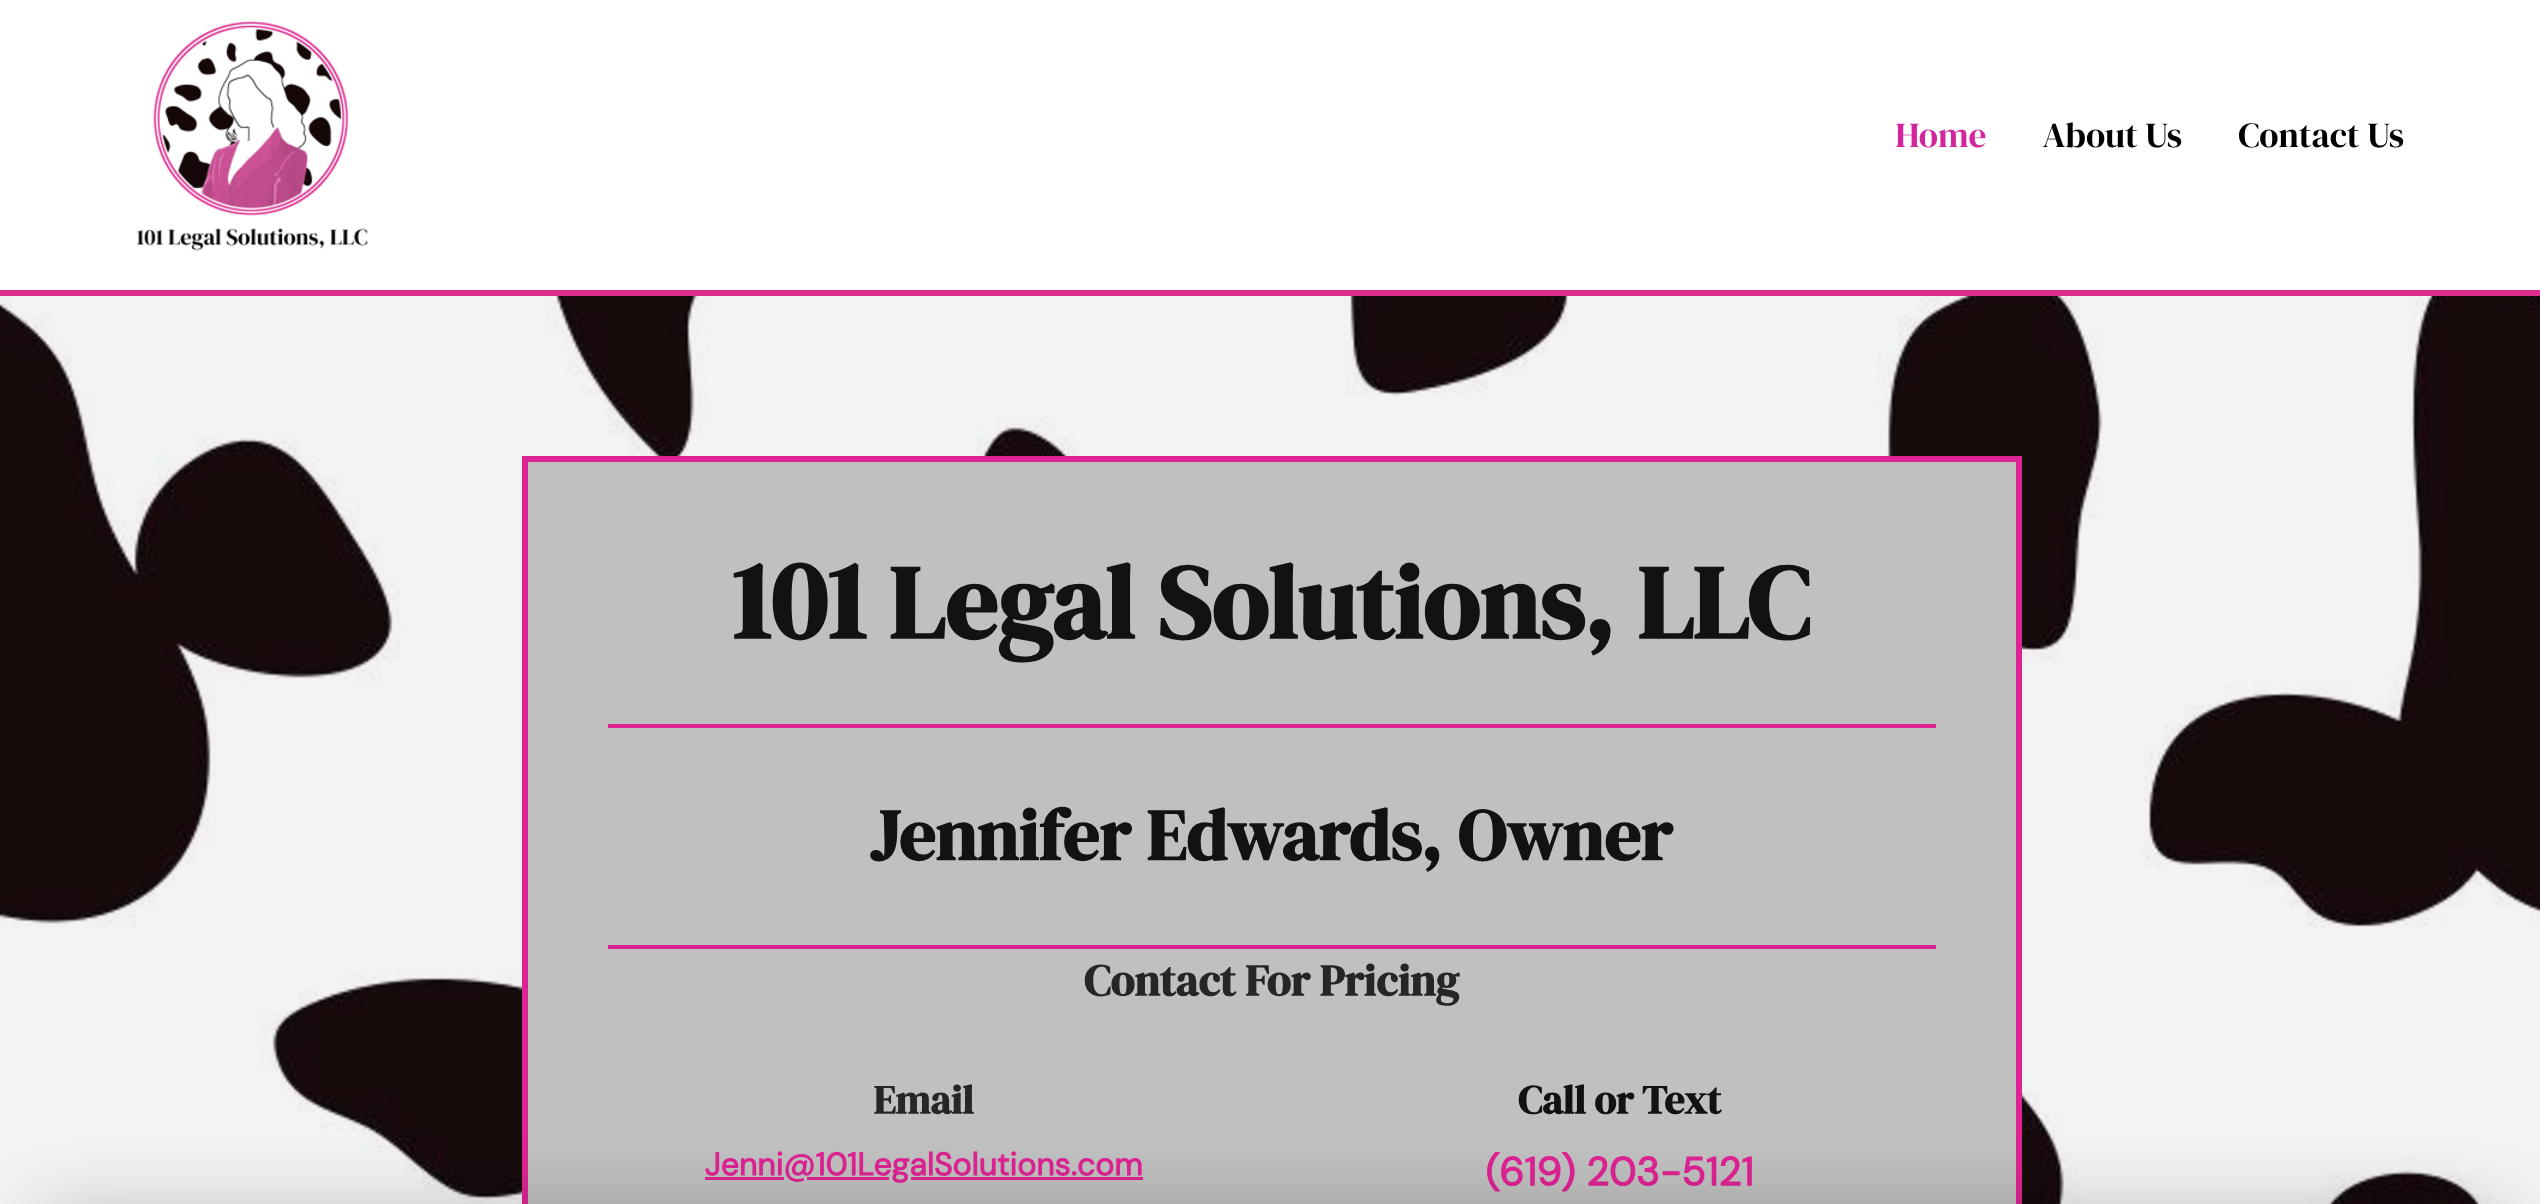 101 Legal Solutions, LLC
Home About Us Contact Us
101 Legal Solutions, LLC
Jennifer Edwards, Owner
Contact For Pricing
Email
Jenni@101LegalSolutions.com
Call or Text
(619) 203-5121